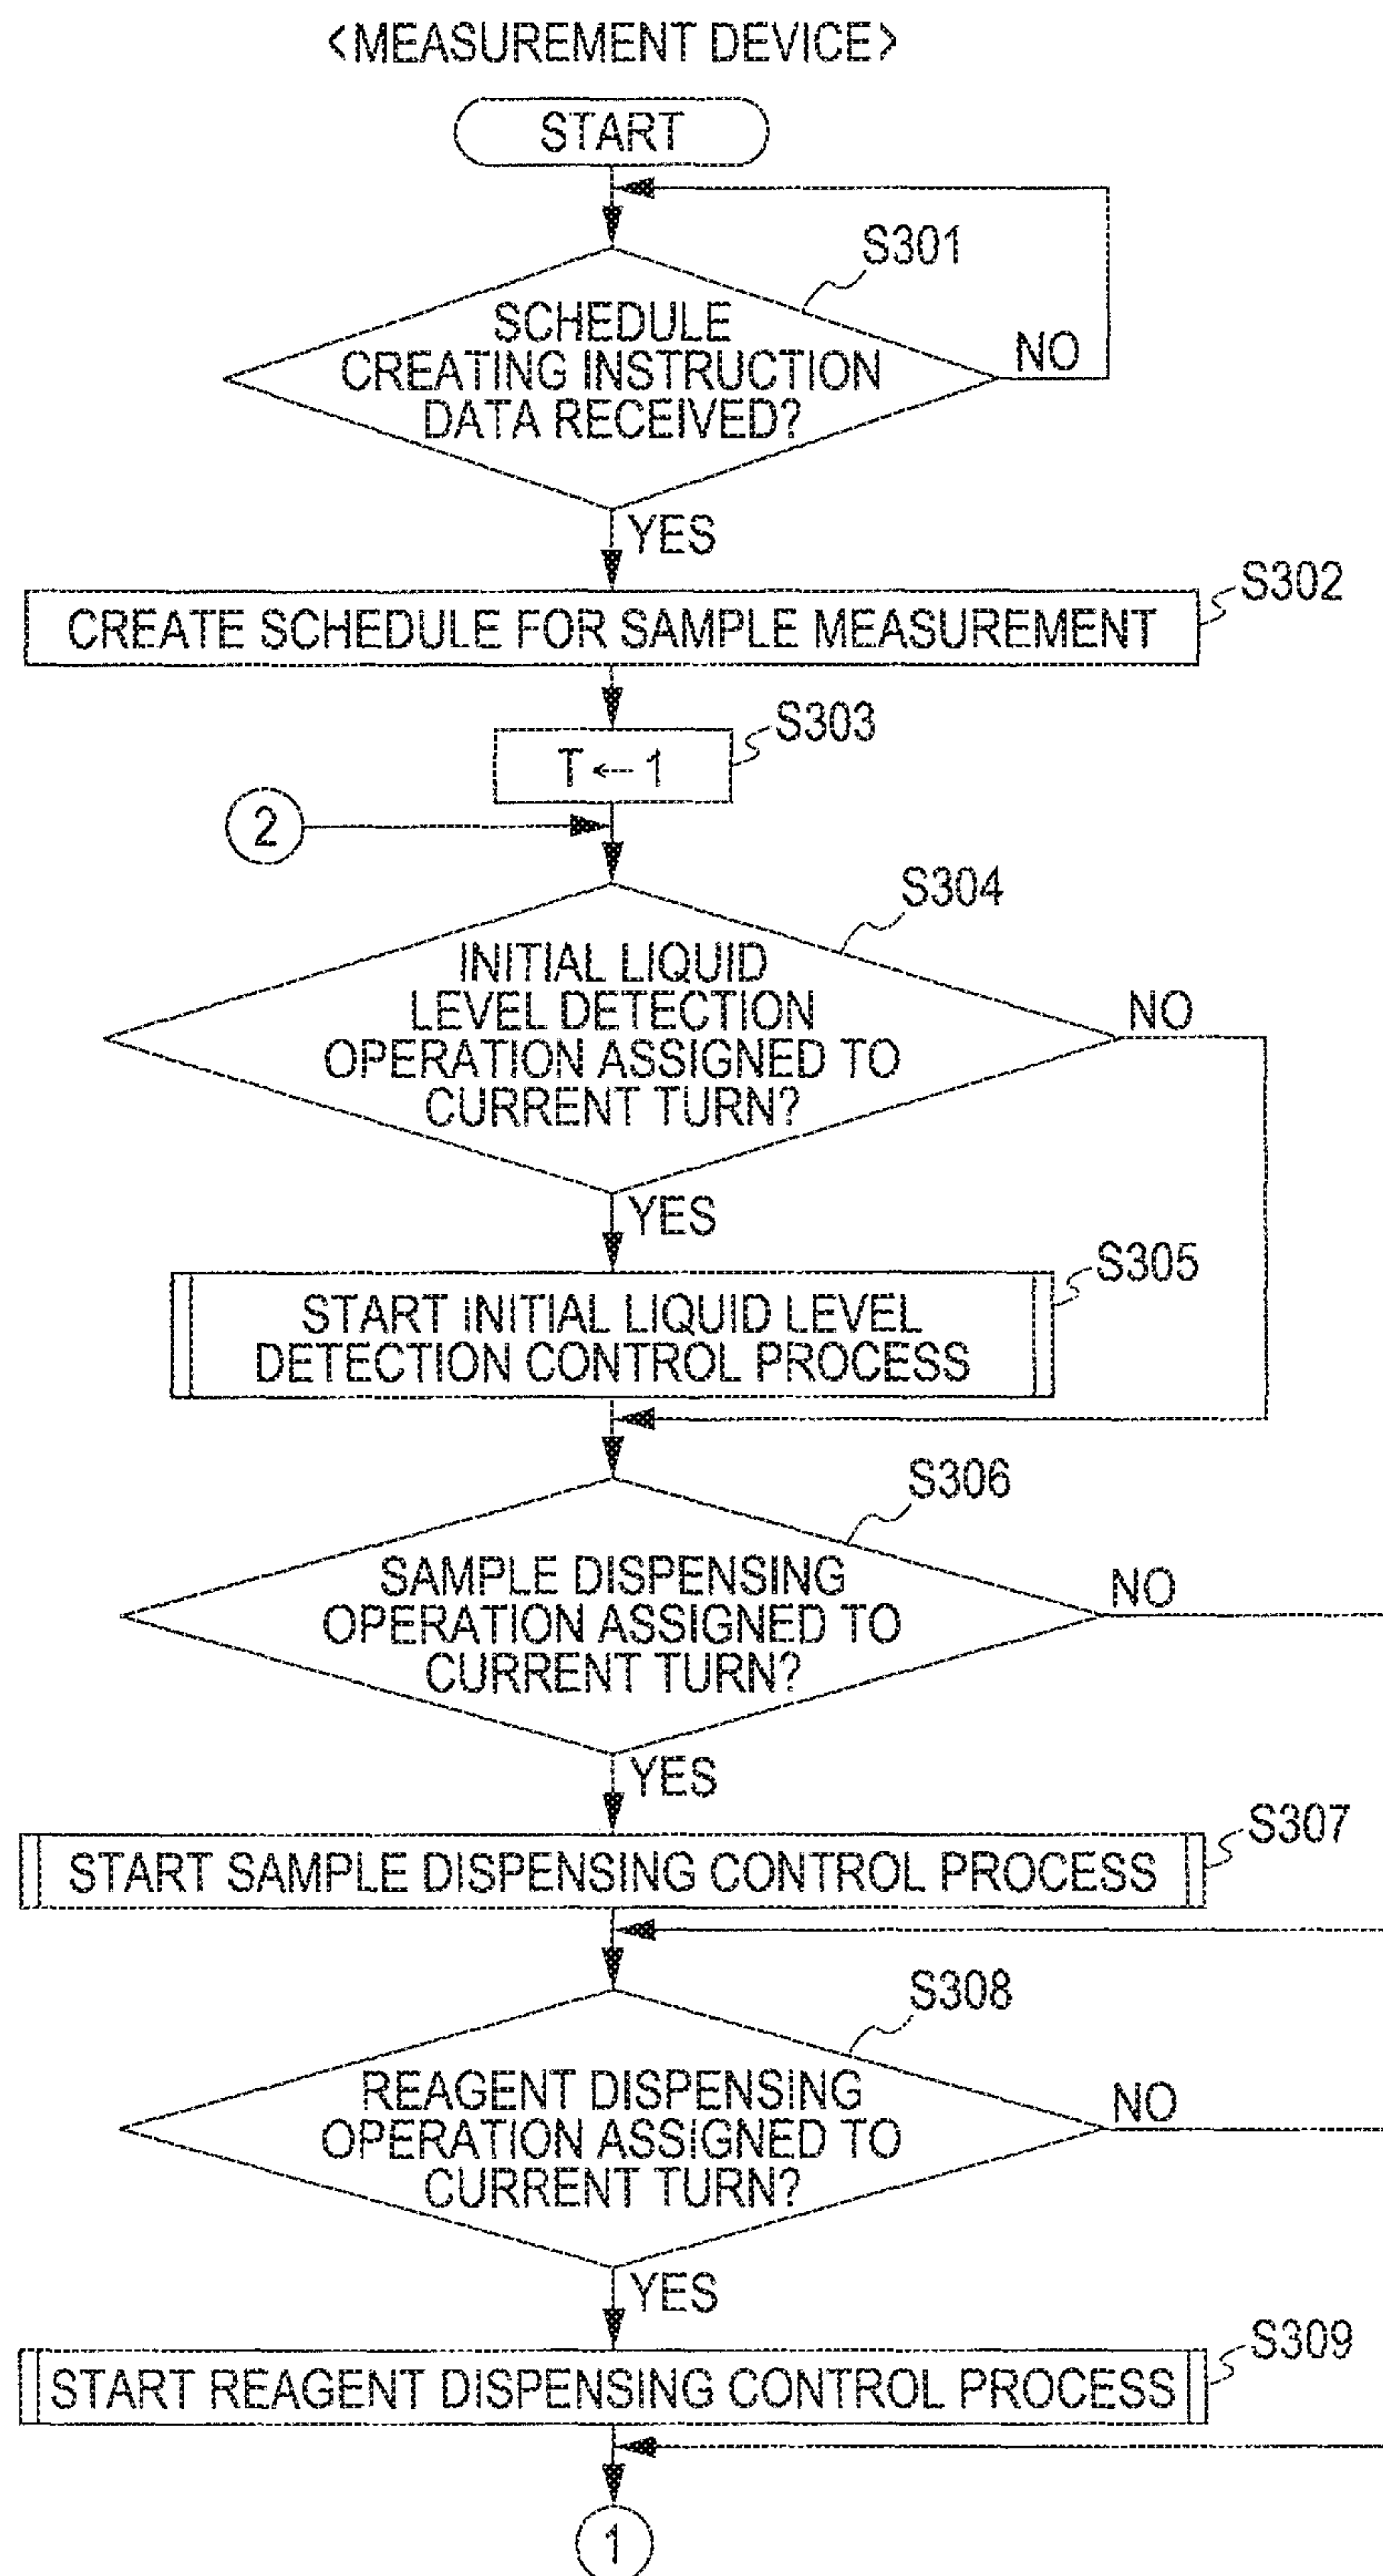 <MEASUREMENT DEVICE>
START
S301
SCHEDULE
CREATING INSTRUCTION
DATA RECEIVED?
NO
YES
S302
CREATE SCHEDULE FOR SAMPLE MEASUREMENT
S303
T ← 1
2
S304
INITIAL LIQUID
LEVEL DETECTION
OPERATION ASSIGNED TO
CURRENT TURN?
NO
YES
S305
START INITIAL LIQUID LEVEL
DETECTION CONTROL PROCESS
S306
SAMPLE DISPENSING
OPERATION ASSIGNED TO
CURRENT TURN?
NO
YES
S307
START SAMPLE DISPENSING CONTROL PROCESS
S308
REAGENT DISPENSING
OPERATION ASSIGNED TO
CURRENT TURN?
NO
YES
S309
START REAGENT DISPENSING CONTROL PROCESS
1